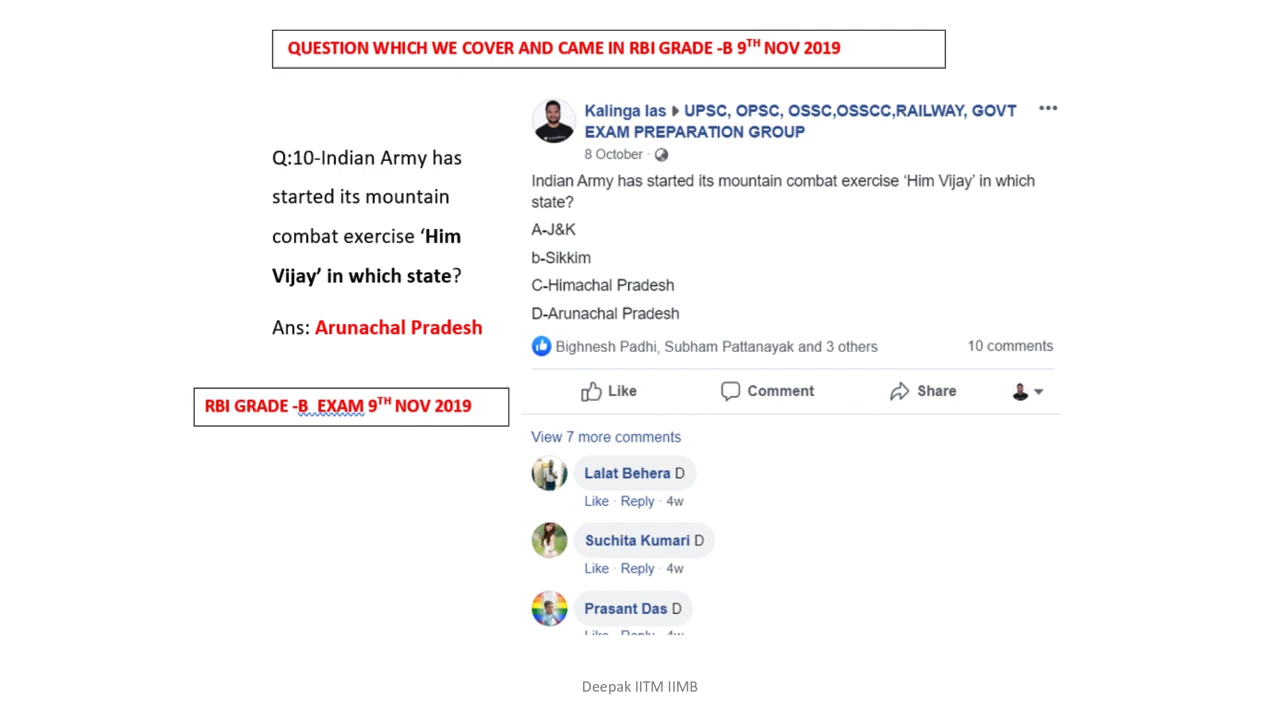 QUESTION WHICH WE COVER AND CAME IN RBI GRADE -B 9TH NOV 2019
Q:10-Indian Army has
started its mountain
combat exercise ‘Him
Vijay’ in which state?
Ans: Arunachal Pradesh
RBI GRADE -B EXAM 9TH NOV 2019
Kalinga Ias ▸ UPSC, OPSC, OSSC,OSSCC,RAILWAY, GOVT
EXAM PREPARATION GROUP
8 October ·
Indian Army has started its mountain combat exercise ‘Him Vijay’ in which
state?
A-J&K
b-Sikkim
C-Himachal Pradesh
D-Arunachal Pradesh
Bighnesh Padhi, Subham Pattanayak and 3 others 10 comments
Like Comment Share
View 7 more comments
Lalat Behera D
Like · Reply · 4w
Suchita Kumari D
Like · Reply · 4w
Prasant Das D
Like · Reply · 4w
Deepak IITM IIMB